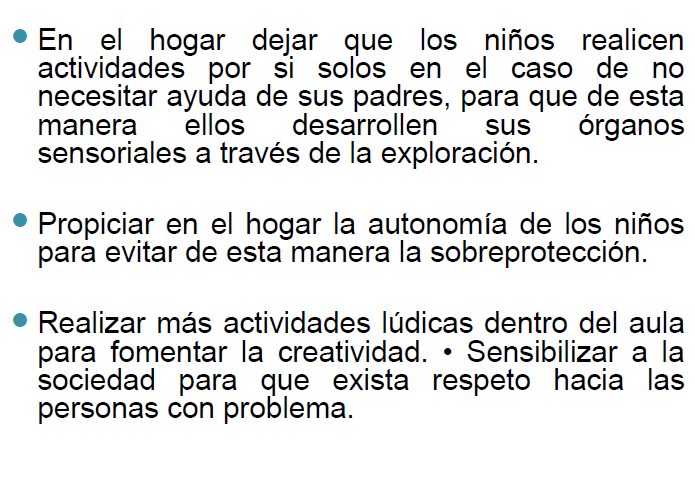 • En el hogar dejar que los niños realicen
actividades por si solos en el caso de no
necesitar ayuda de sus padres, para que de esta
manera ellos desarrollen sus órganos
sensoriales a través de la exploración.
• Propiciar en el hogar la autonomía de los niños
para evitar de esta manera la sobreprotección.
• Realizar más actividades lúdicas dentro del aula
para fomentar la creatividad. • Sensibilizar a la
sociedad para que exista respeto hacia las
personas con problema.